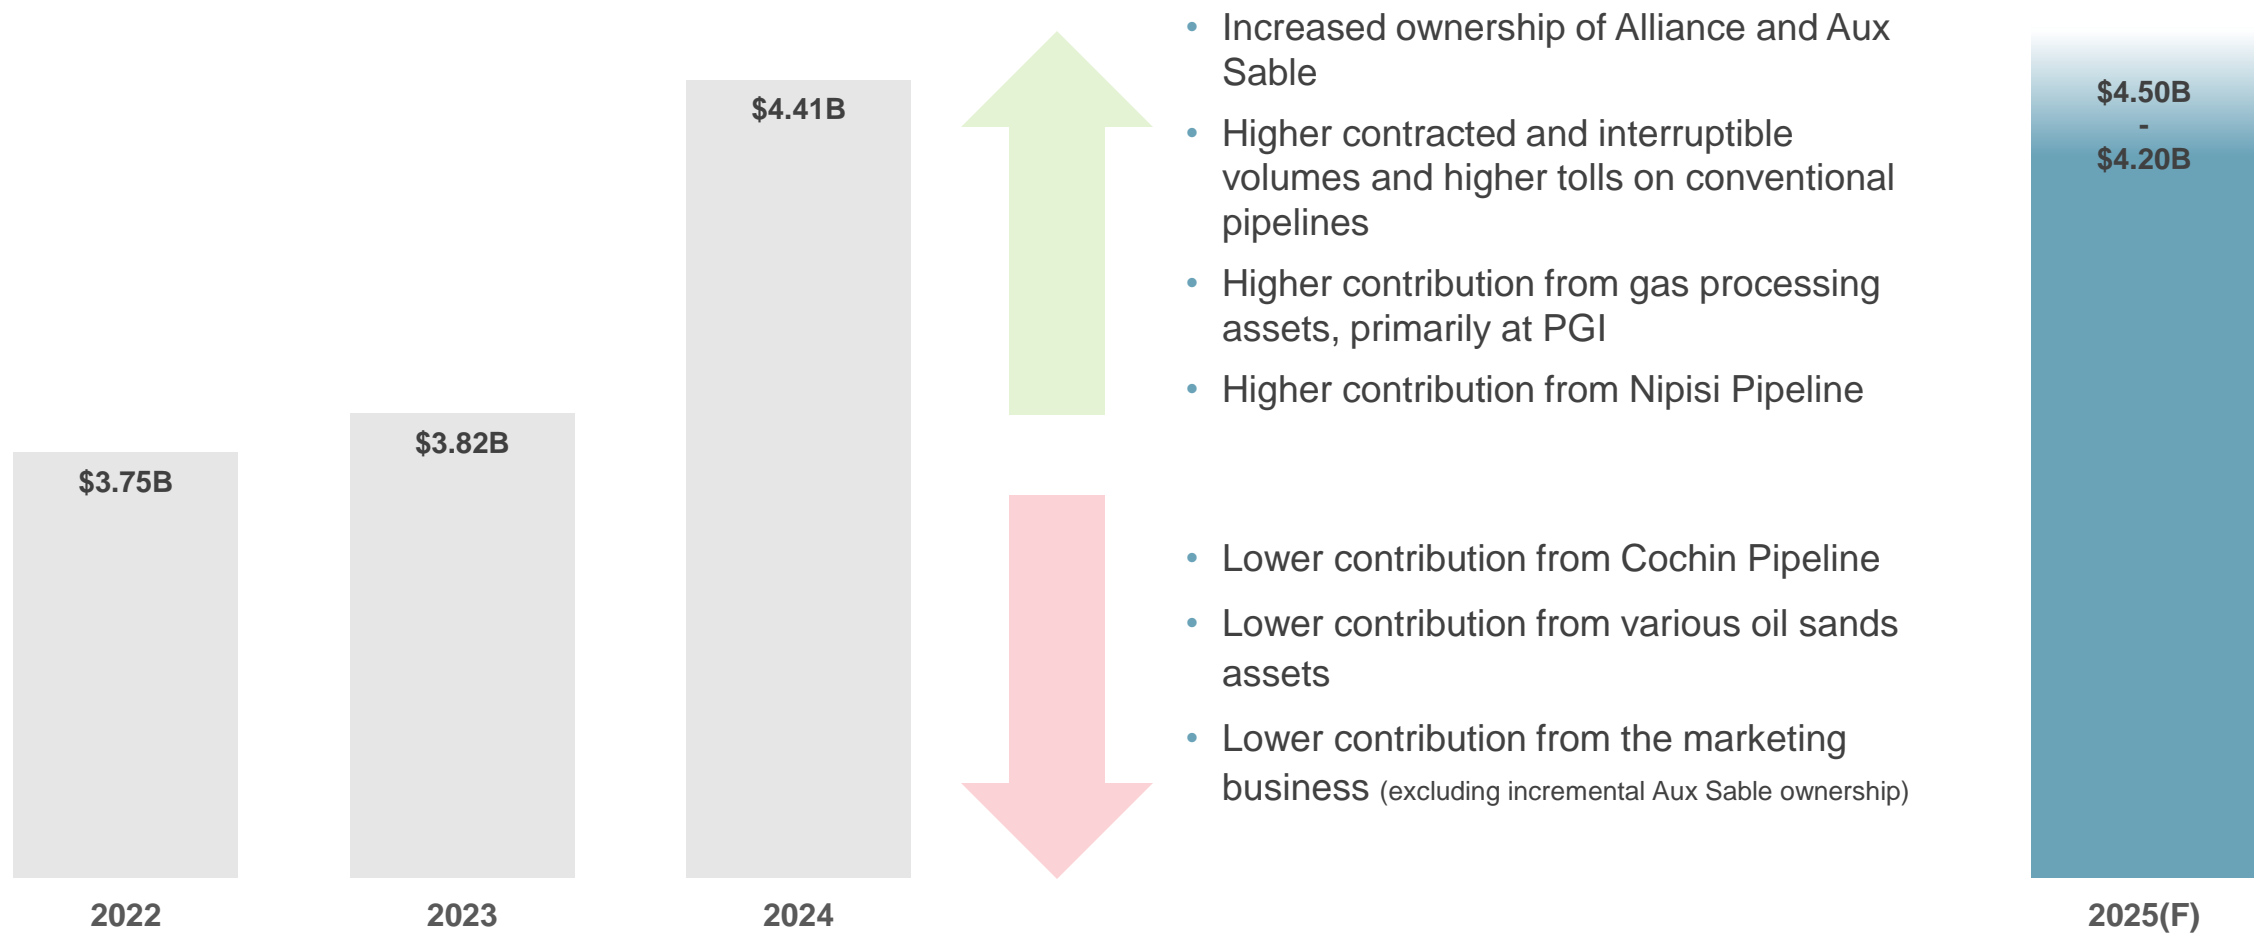 $3.75B
2022
$3.82B
2023
$4.41B
2024
• Increased ownership of Alliance and Aux
Sable
• Higher contracted and interruptible
volumes and higher tolls on conventional
pipelines
• Higher contribution from gas processing
assets, primarily at PGI
• Higher contribution from Nipisi Pipeline
• Lower contribution from Cochin Pipeline
• Lower contribution from various oil sands
assets
• Lower contribution from the marketing
business (excluding incremental Aux Sable ownership)
$4.50B
-
$4.20B
2025(F)